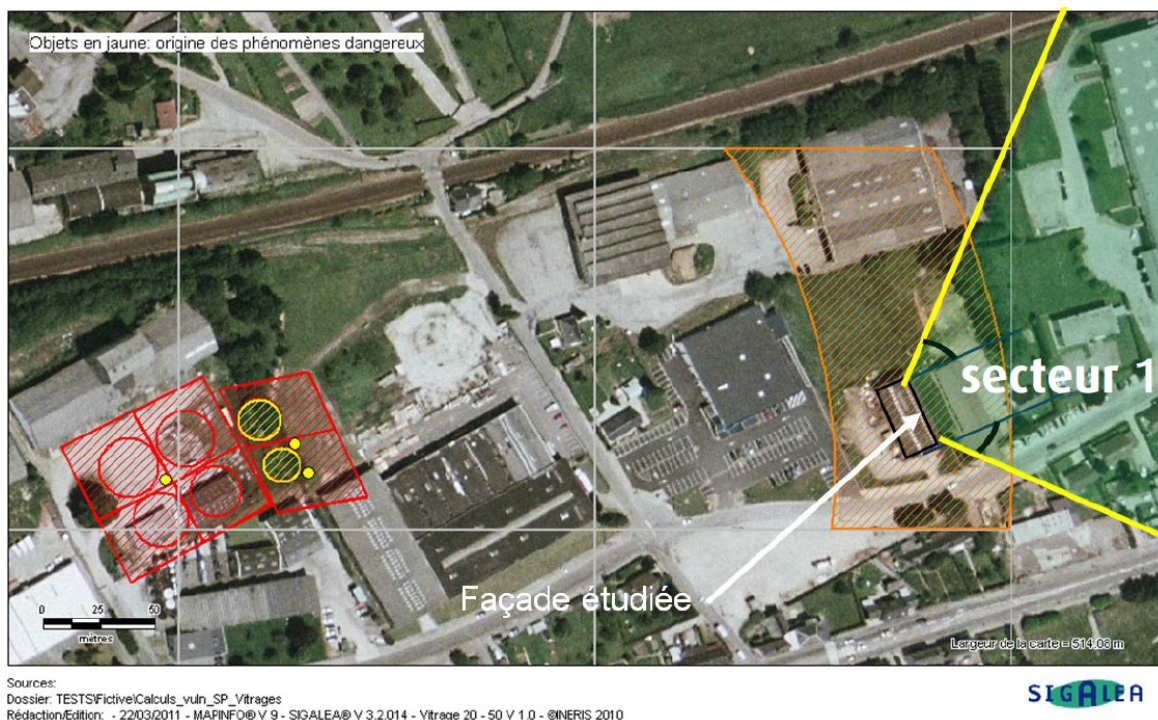 Objets en jaune: origine des phénomènes dangereux
secteur 1
Façade étudiée
0 25 50
mètres
Largeur de la carte = 514.08 m
Sources:
Dossier: TESTS\Fictive\Calculs_vuln_SP_Vitrages
Rédaction/Edition: - 22/03/2011 - MAPINFO® V 9 - SIGALEA® V 3.2.014 - Vitrage 20 - 50 V 1.0 - ©INERIS 2010
SIGALEA